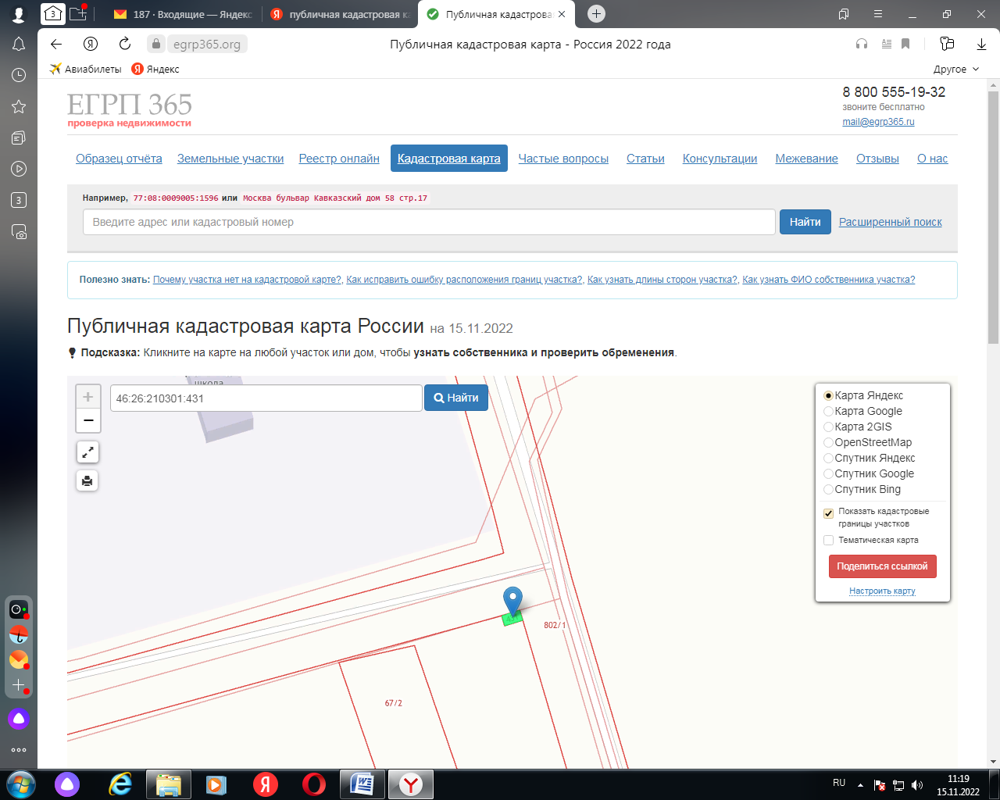 187 · Входящие — Яндекс
публичная кадастровая ка
Публичная кадастрова
egrp365.org
Публичная кадастровая карта - Россия 2022 года
Авиабилеты
Яндекс
Другое
ЕГРП 365
проверка недвижимости
8 800 555-19-32
звоните бесплатно
mail@egrp365.ru
Образец отчёта Земельные участки Реестр онлайн Кадастровая карта Частые вопросы Статьи Консультации Межевание Отзывы О нас
Например, 77:08:0009005:1596 или Москва бульвар Кавказский дом 58 стр.17
Введите адрес или кадастровый номер
Найти
Расширенный поиск
Полезно знать: Почему участка нет на кадастровой карте?, Как исправить ошибку расположения границ участка?, Как узнать длины сторон участка?, Как узнать ФИО собственника участка?
Публичная кадастровая карта России на 15.11.2022
Подсказка: Кликните на карте на любой участок или дом, чтобы узнать собственника и проверить обременения.
школа
+
−
46:26:210301:431
Найти
Карта Яндекс
Карта Google
Карта 2GIS
OpenStreetMap
Спутник Яндекс
Спутник Google
Спутник Bing
Показать кадастровые
границы участков
Тематическая карта
Поделиться ссылкой
Настроить карту
802/1
67/2
3
3
RU
11:19
15.11.2022